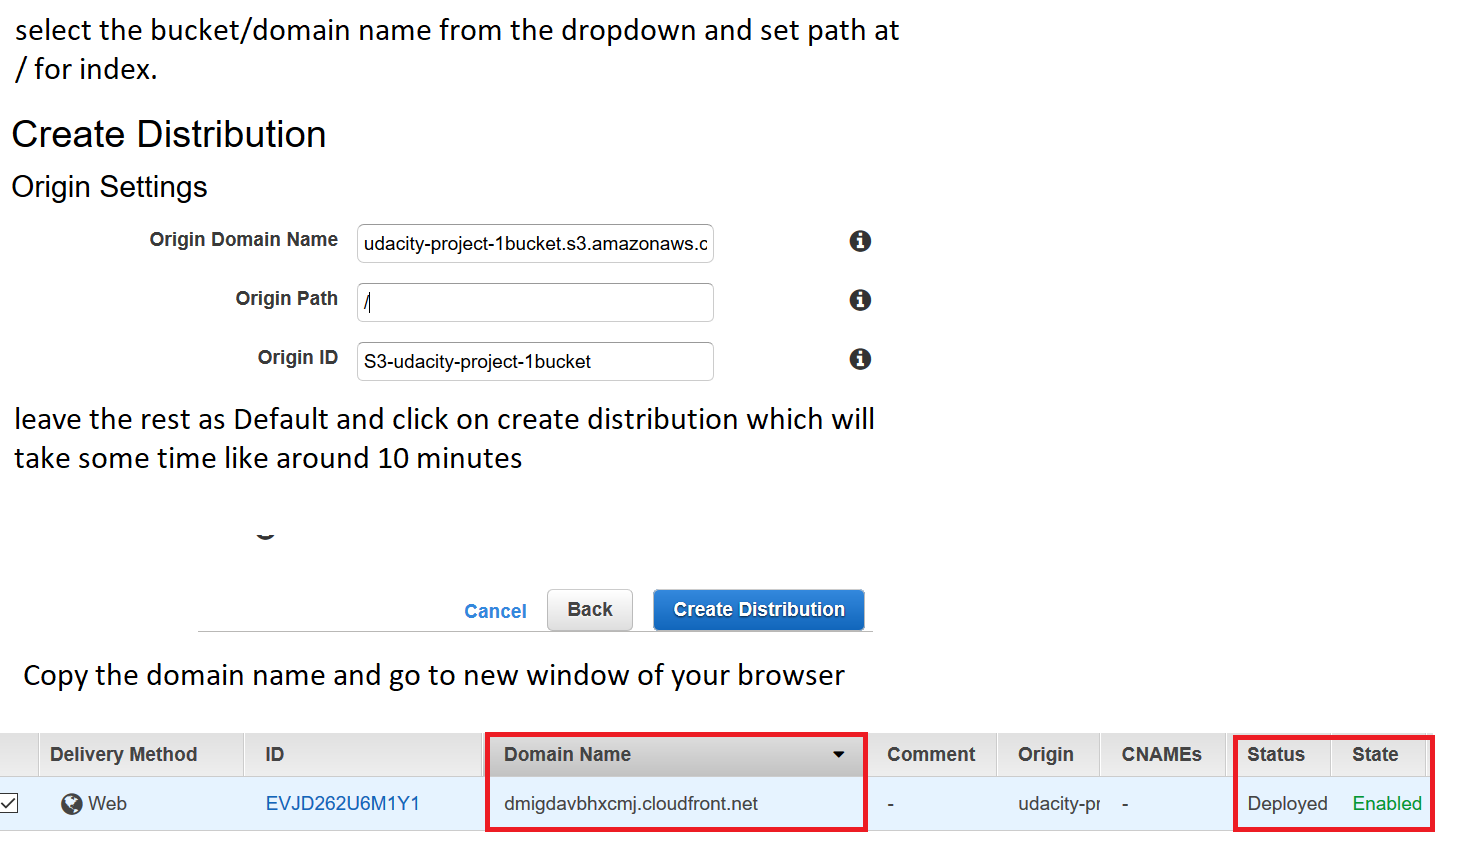 select the bucket/domain name from the dropdown and set path at
/ for index.
Create Distribution
Origin Settings
Origin Domain Name udacity-project-1bucket.s3.amazonaws.c
Origin Path /
Origin ID S3-udacity-project-1bucket
leave the rest as Default and click on create distribution which will
take some time like around 10 minutes
Cancel Back Create Distribution
Copy the domain name and go to new window of your browser
Delivery Method ID Domain Name Comment Origin CNAMEs Status State
Web EVJD262U6M1Y1 dmigdavbhxcmj.cloudfront.net - udacity-pr - Deployed Enabled